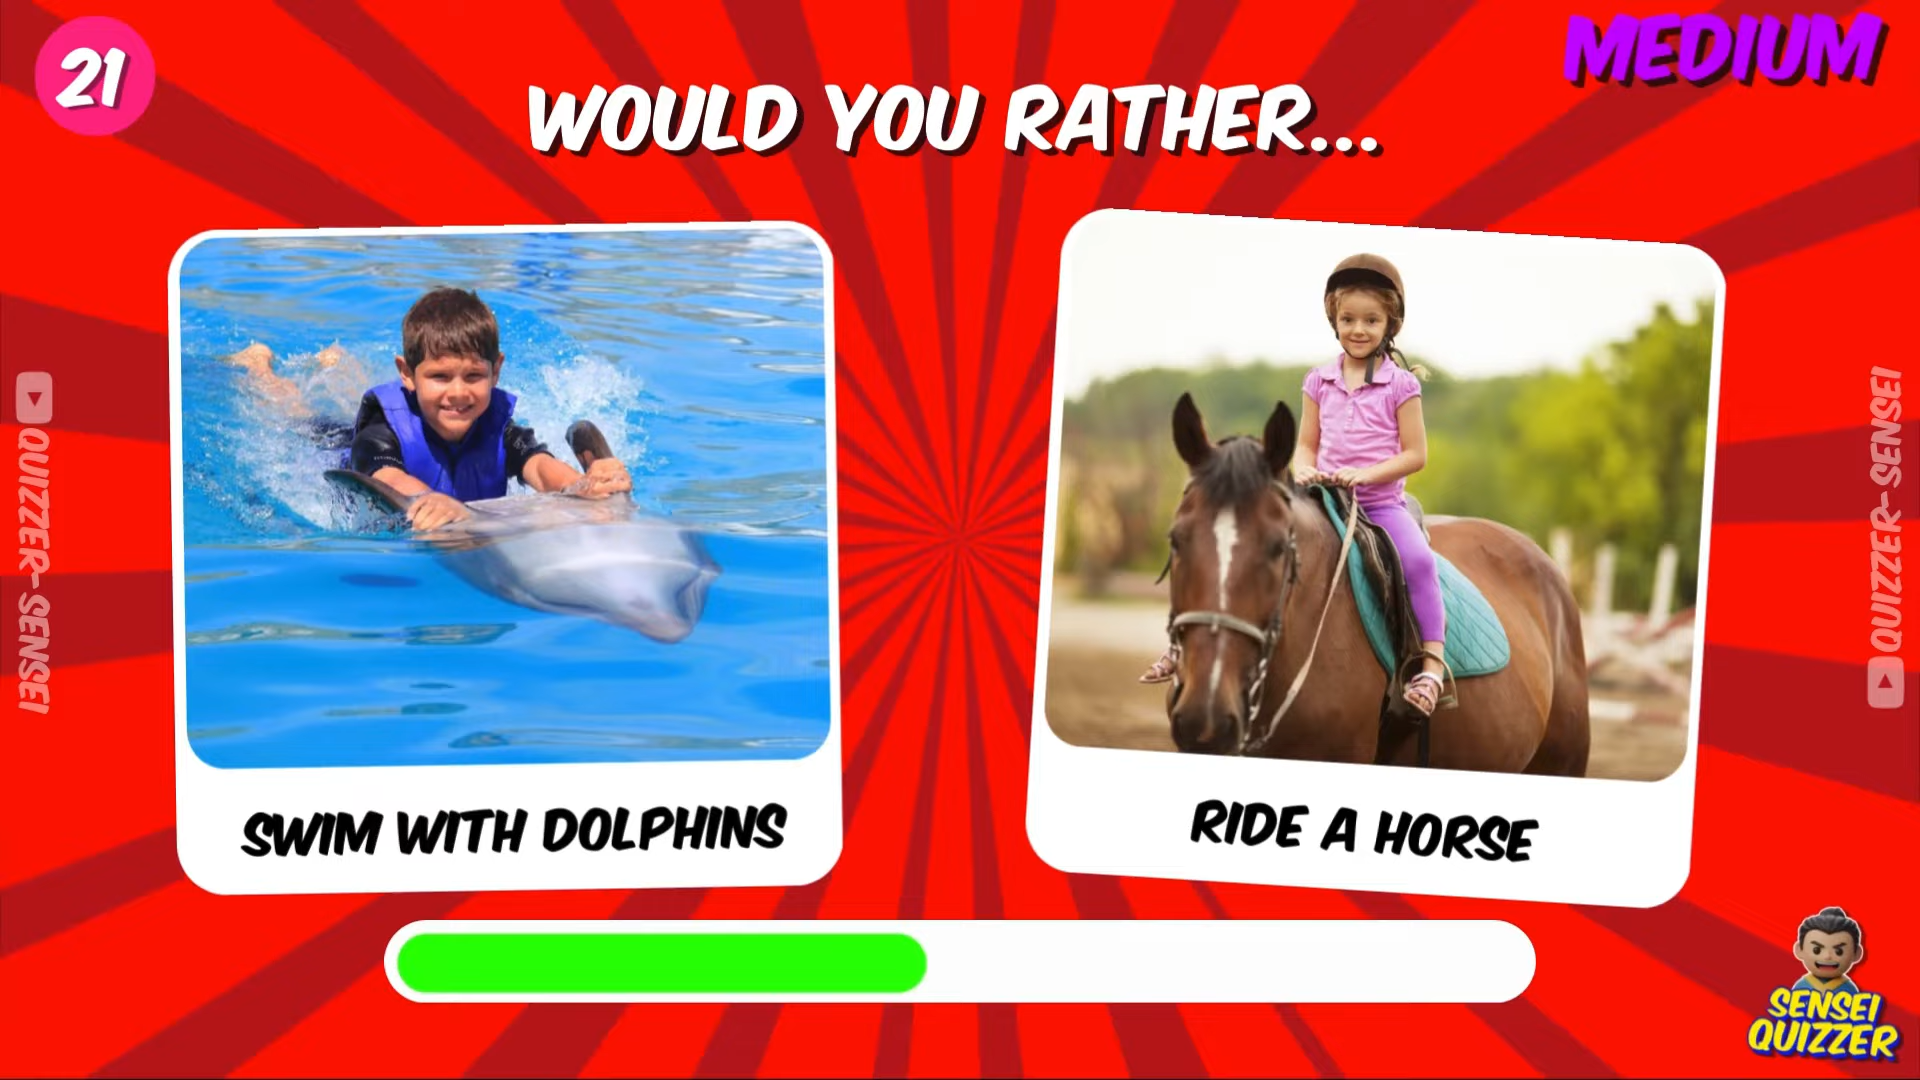 21
MEDIUM
WOULD YOU RATHER...
QUIZZER-SENSEI
QUIZZER-SENSEI
SWIM WITH DOLPHINS
RIDE A HORSE
SENSEI
QUIZZER